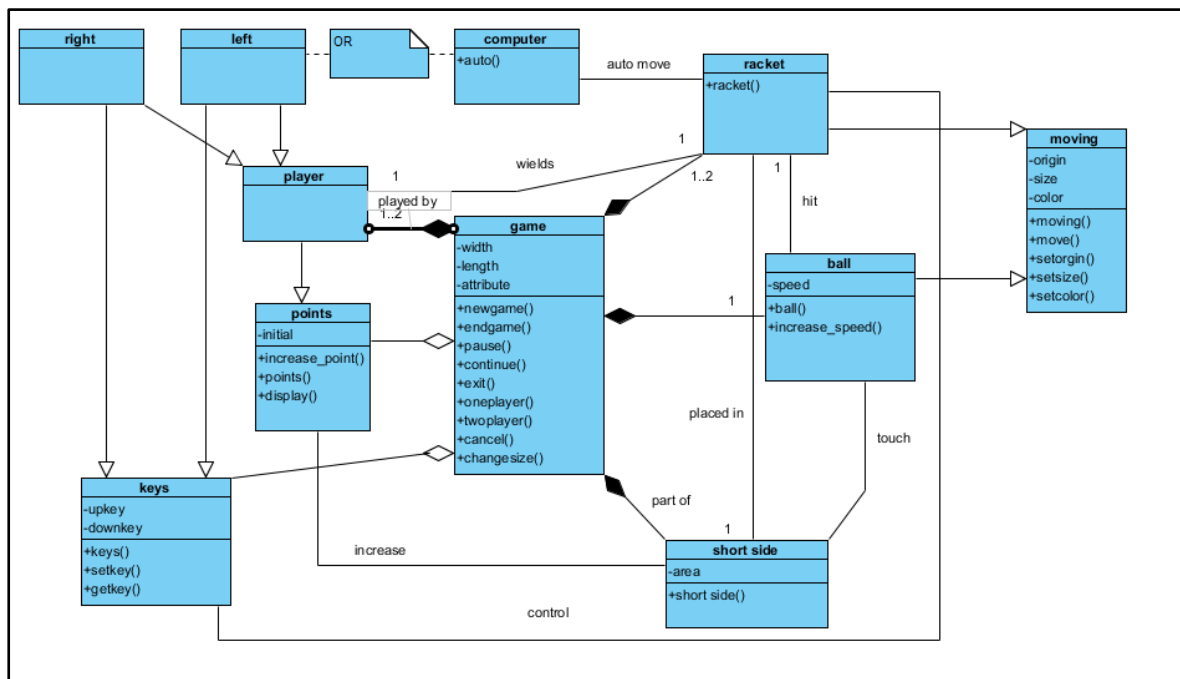 right
left
OR
computer
+auto()
auto move
racket
+racket()
1
1..2
1
hit
moving
-origin
-size
-color
+moving()
+move()
+setorgin()
+setsize()
+setcolor()
player
1
wields
played by
1..2
game
-width
-length
-attribute
+newgame()
+endgame()
+pause()
+continue()
+exit()
+oneplayer()
+twoplayer()
+cancel()
+changesize()
1
ball
-speed
+ball()
+increase_speed()
points
-initial
+increase_point()
+points()
+display()
placed in
touch
keys
-upkey
-downkey
+keys()
+setkey()
+getkey()
part of
1
increase
short side
-area
+short side()
control